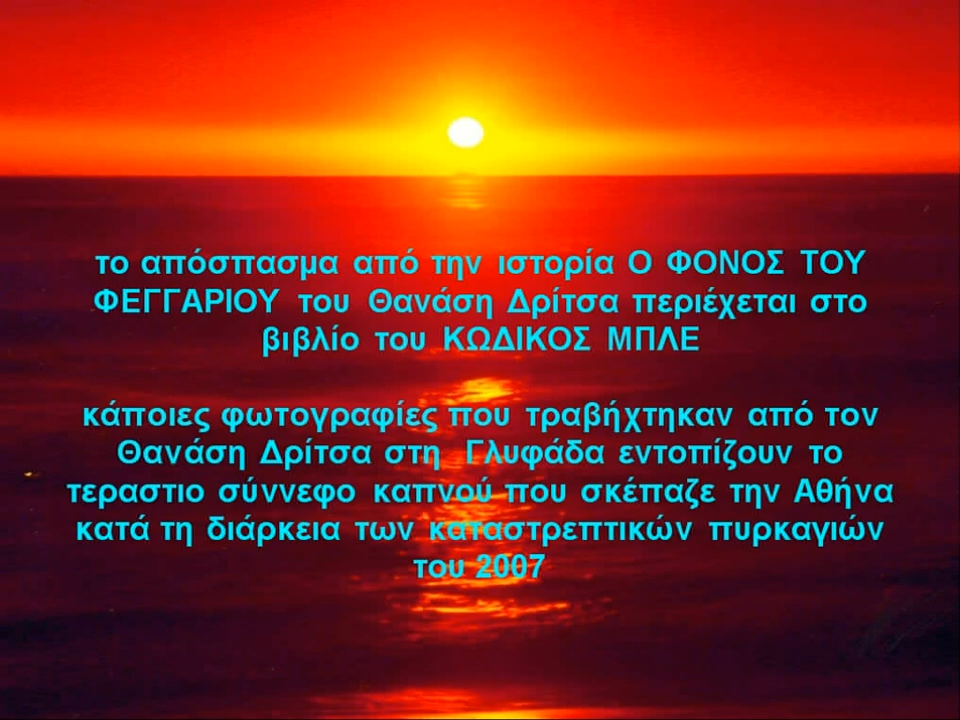 το απόσπασμα από την ιστορία Ο ΦΟΝΟΣ ΤΟΥ
ΦΕΓΓΑΡΙΟΥ του Θανάση Δρίτσα περιέχεται στο
βιβλίο του ΚΩΔΙΚΟΣ ΜΠΛΕ
κάποιες φωτογραφίες που τραβήχτηκαν από τον
Θανάση Δρίτσα στη Γλυφάδα εντοπίζουν το
τεραστιο σύννεφο καπνού που σκέπαζε την Αθήνα
κατά τη διάρκεια των καταστρεπτικών πυρκαγιών
του 2007